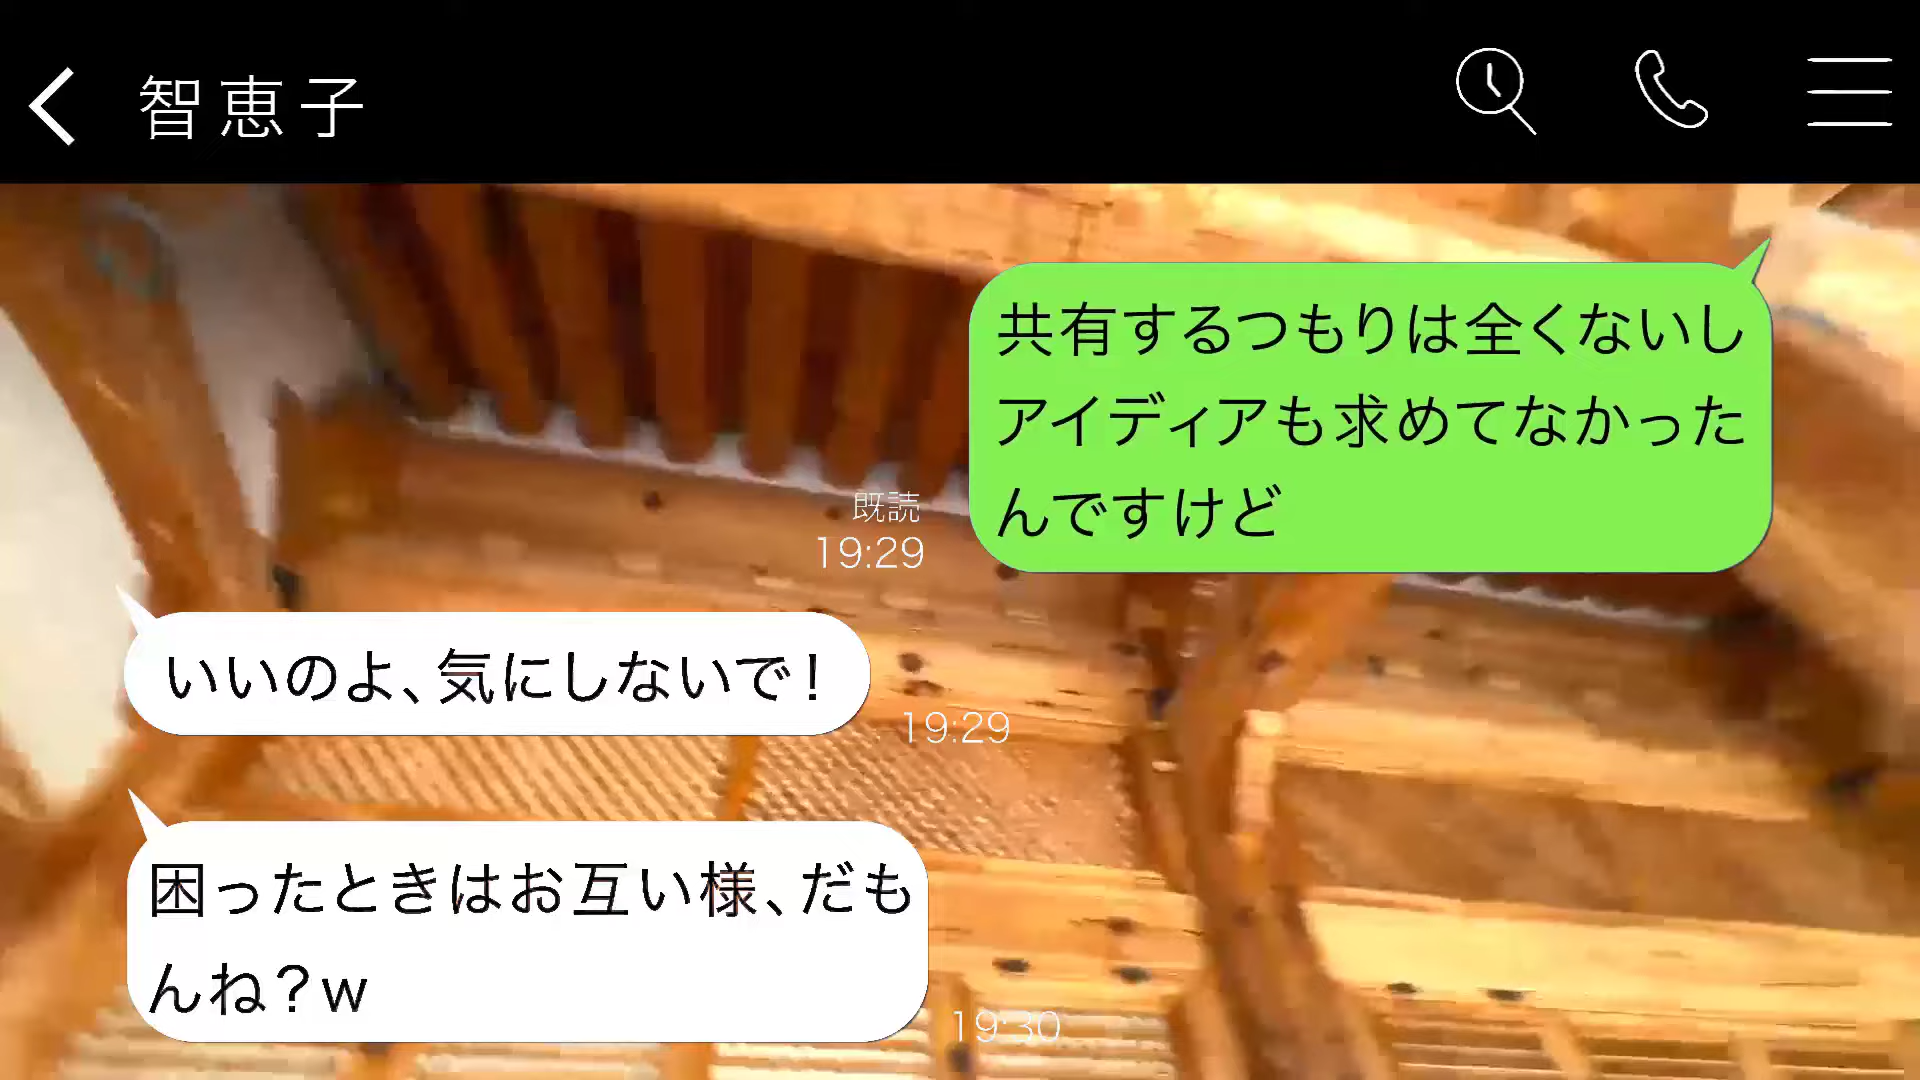 智恵子
共有するつもりは全くないし
アイディアも求めてなかった
んですけど
既読
19:29
いいのよ、気にしないで！
19:29
困ったときはお互い様、だも
んね？w
19:30